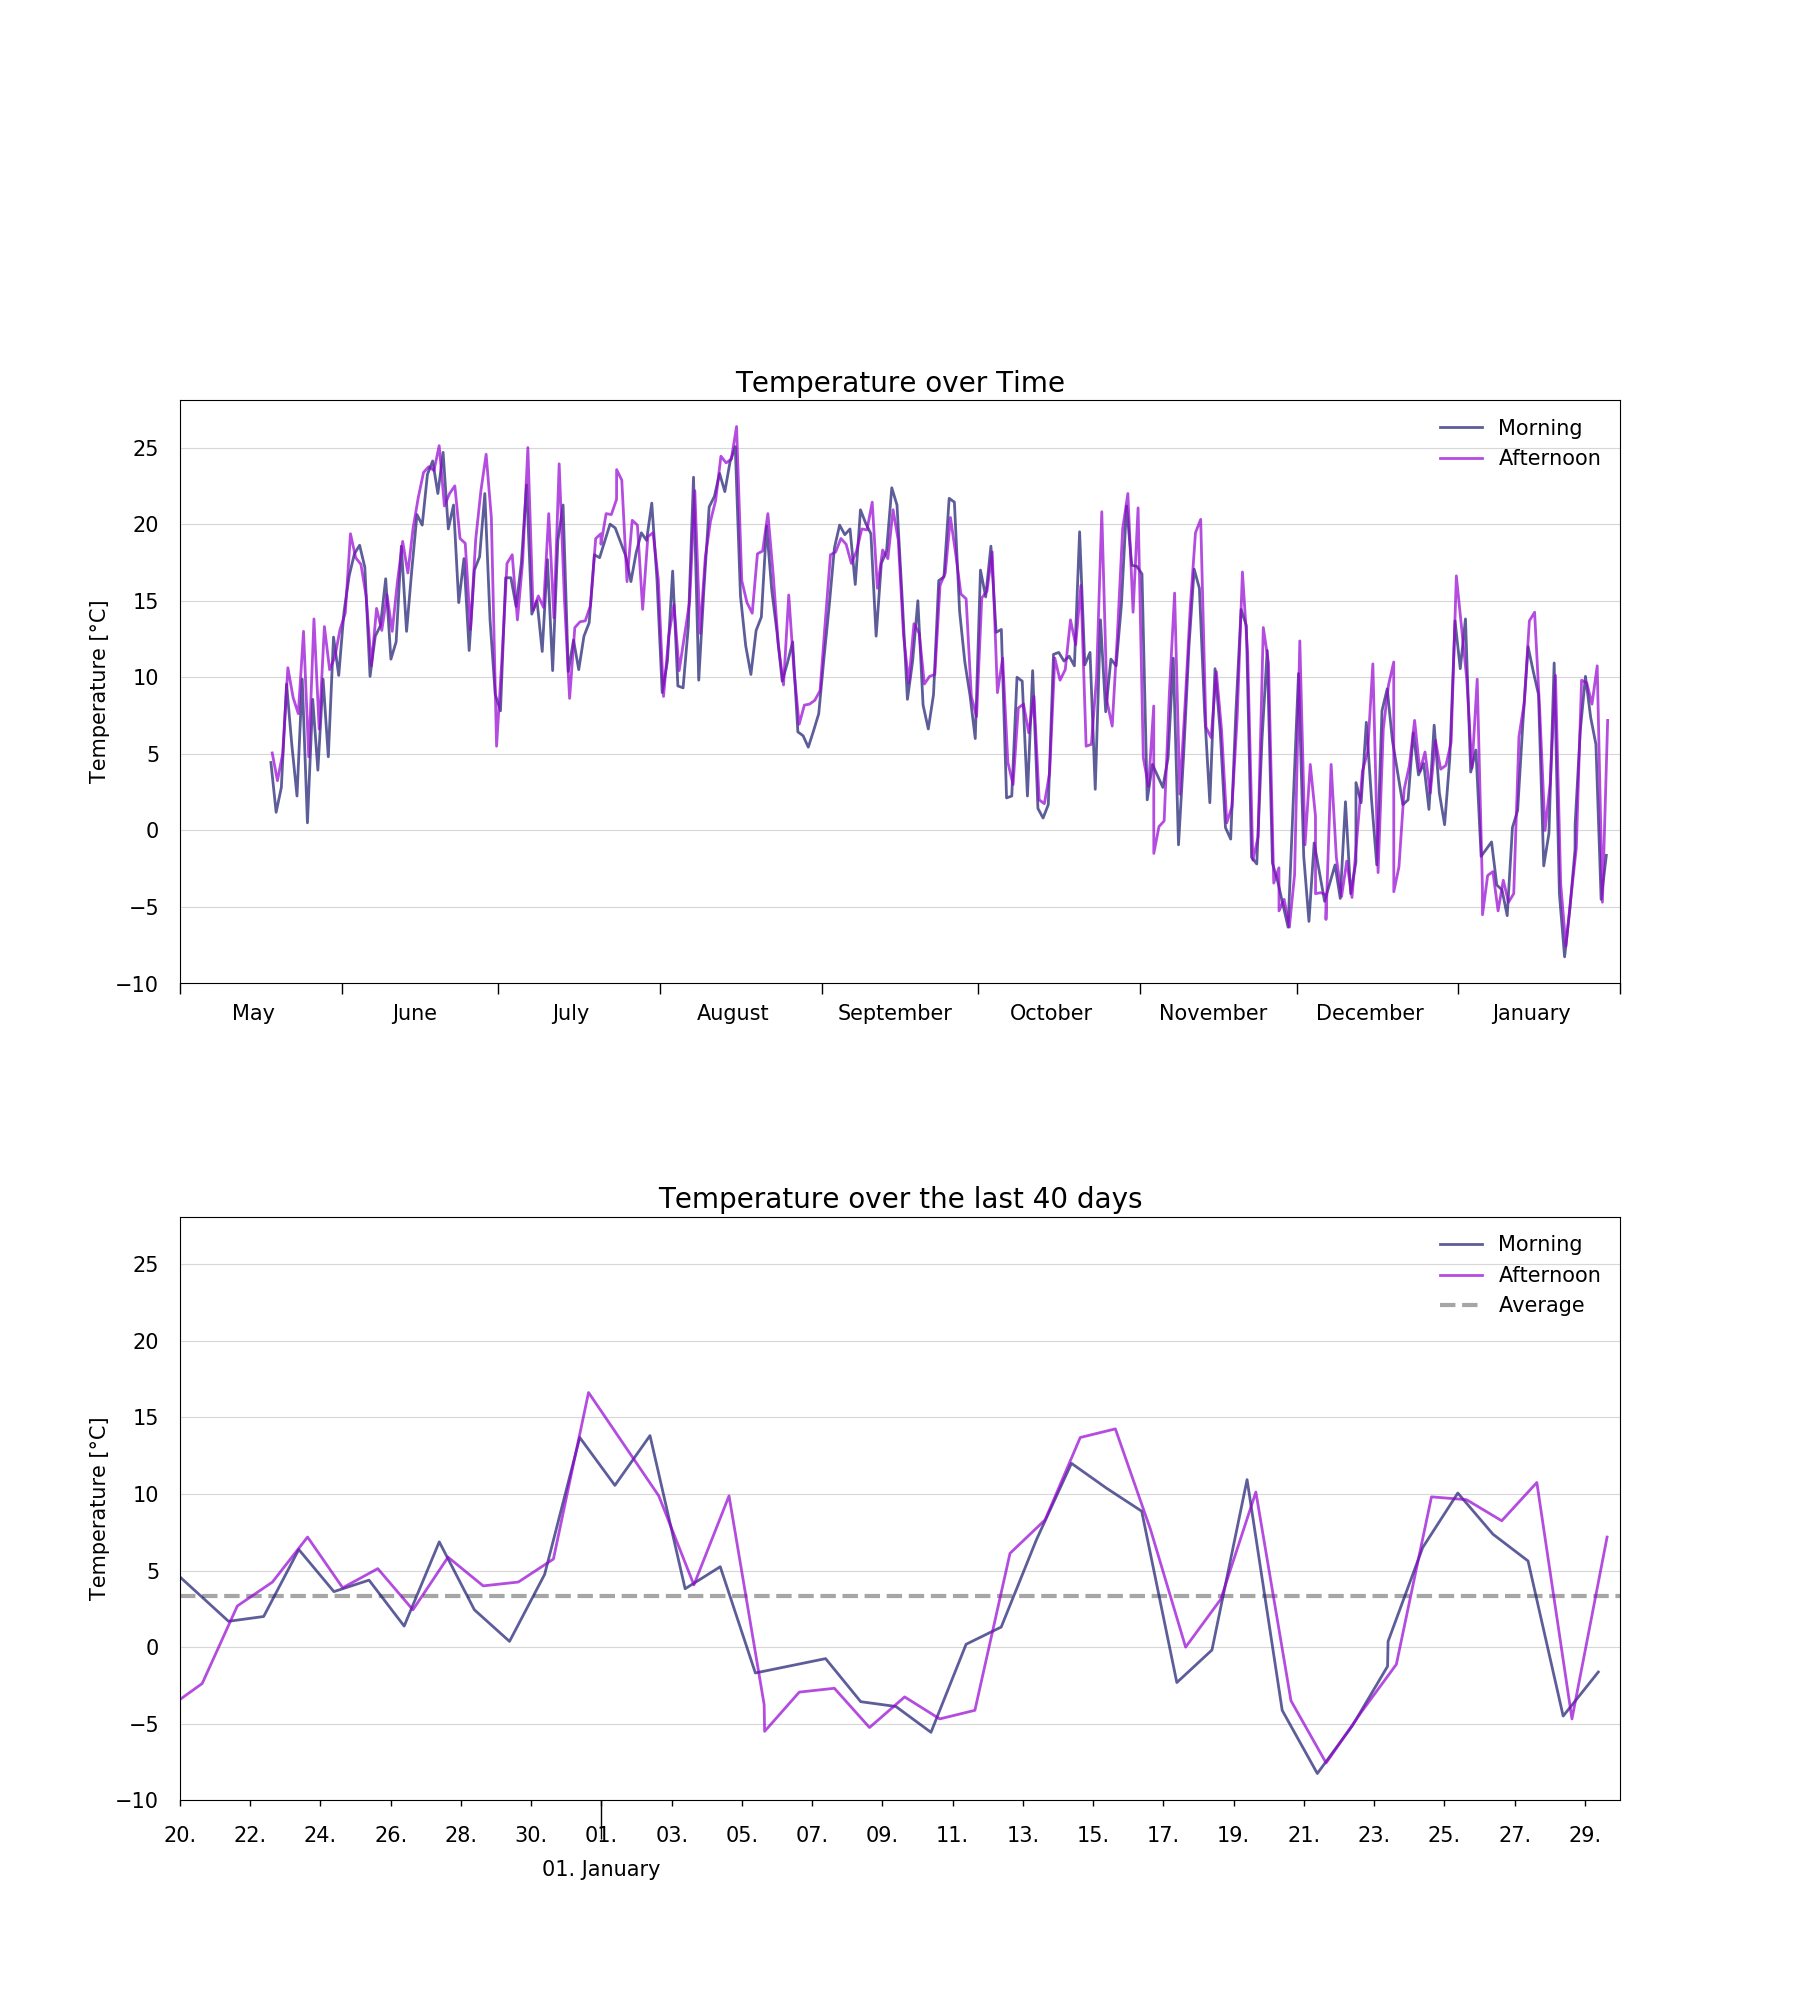 Temperature over Time
Morning
Afternoon
Temperature [°C]
25
20
15
10
5
0
−5
−10
May June July August September October November December January
Temperature over the last 40 days
Morning
Afternoon
Average
Temperature [°C]
25
20
15
10
5
0
−5
−10
20. 22. 24. 26. 28. 30. 01. 03. 05. 07. 09. 11. 13. 15. 17. 19. 21. 23. 25. 27. 29.
01. January